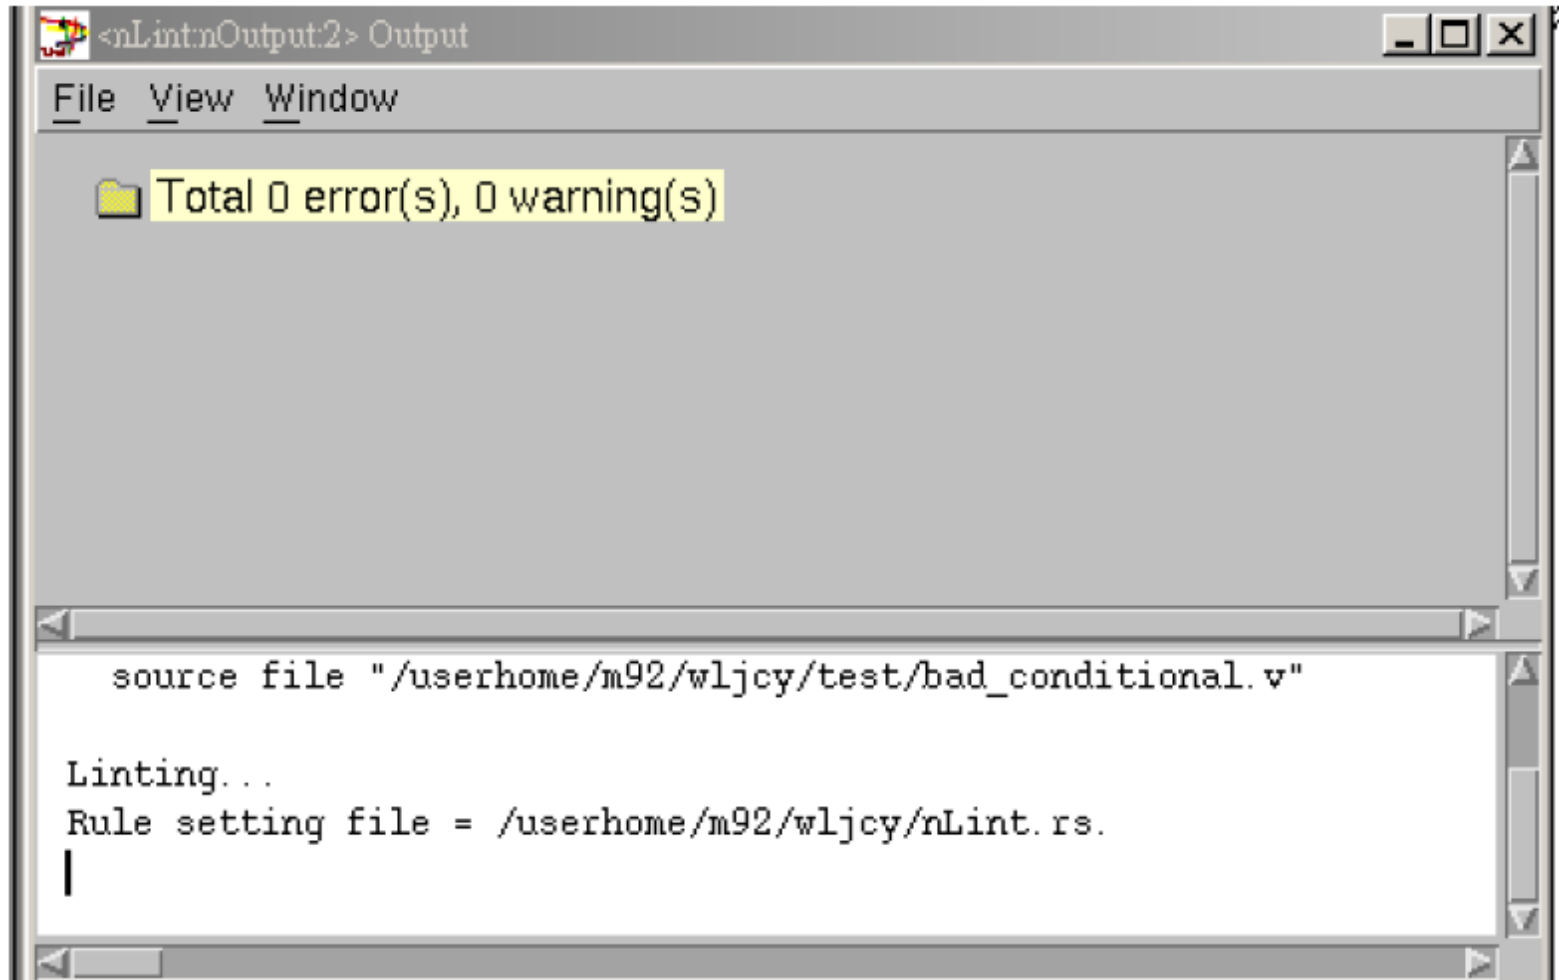 <nLint:nOutput:2> Output
File View Window
Total 0 error(s), 0 warning(s)
source file "/userhome/m92/wljcy/test/bad_conditional.v"
Linting...
Rule setting file = /userhome/m92/wljcy/nLint.rs.